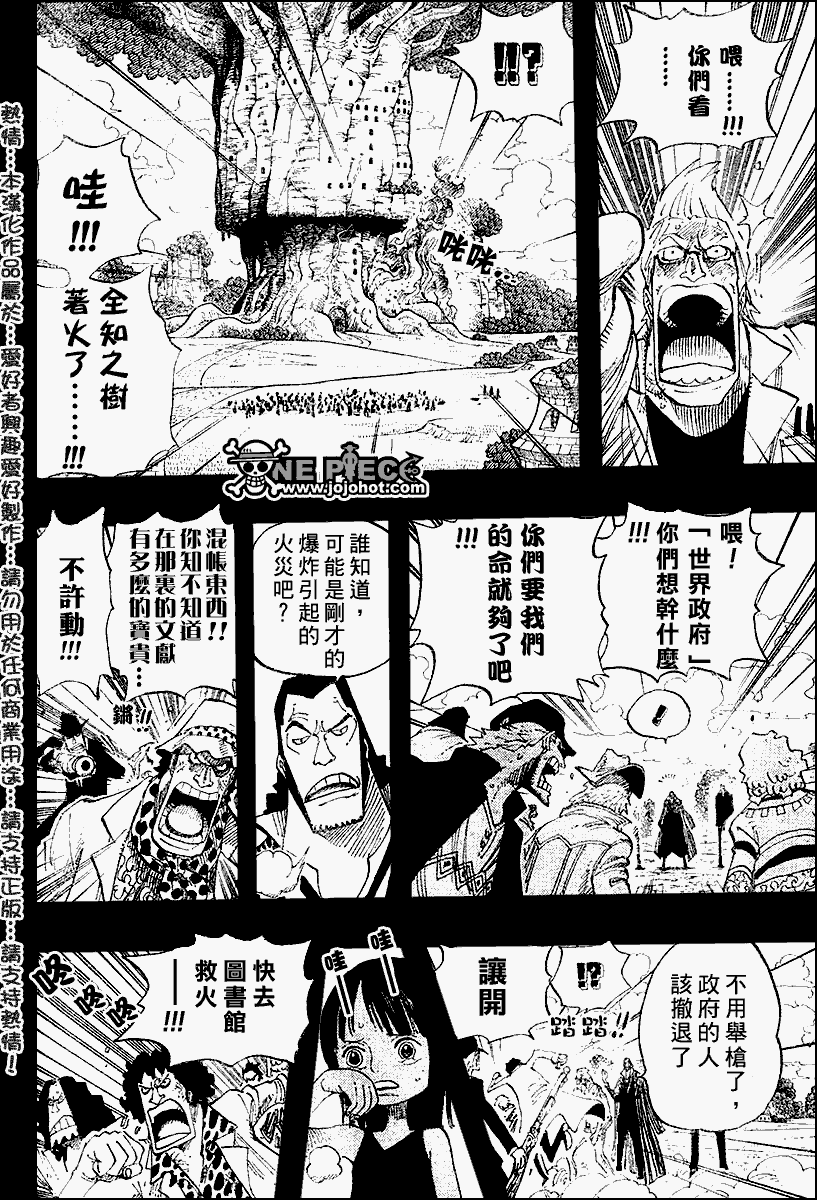 喂……!!!
你們看
……
!!?
咣咣..
哇
!!!
全知之樹
著火了……!!!
ONE PIECE
www.jojohot.com
喂！
「世界政府」
你們想幹什麼
!!!
你們要我們
的命就夠了吧
!!!
!
誰知道，
可能是剛才的
爆炸引起的
火災吧？
混帳東西!!
你知不知道
在那裏的文獻
有多麼的寶貴…
鏘!!!
不許動!!!
不用舉槍了，
政府的人
該撤退了
!?
踏踏..!!
讓開
哇—!!
哇—!!
快去
圖書館
救火
——!!!
咚咚咚
熱情…本漢化作品屬於…愛好者興趣愛好製作…請勿用於任何商業用途…請支持正版…請支持熱情！